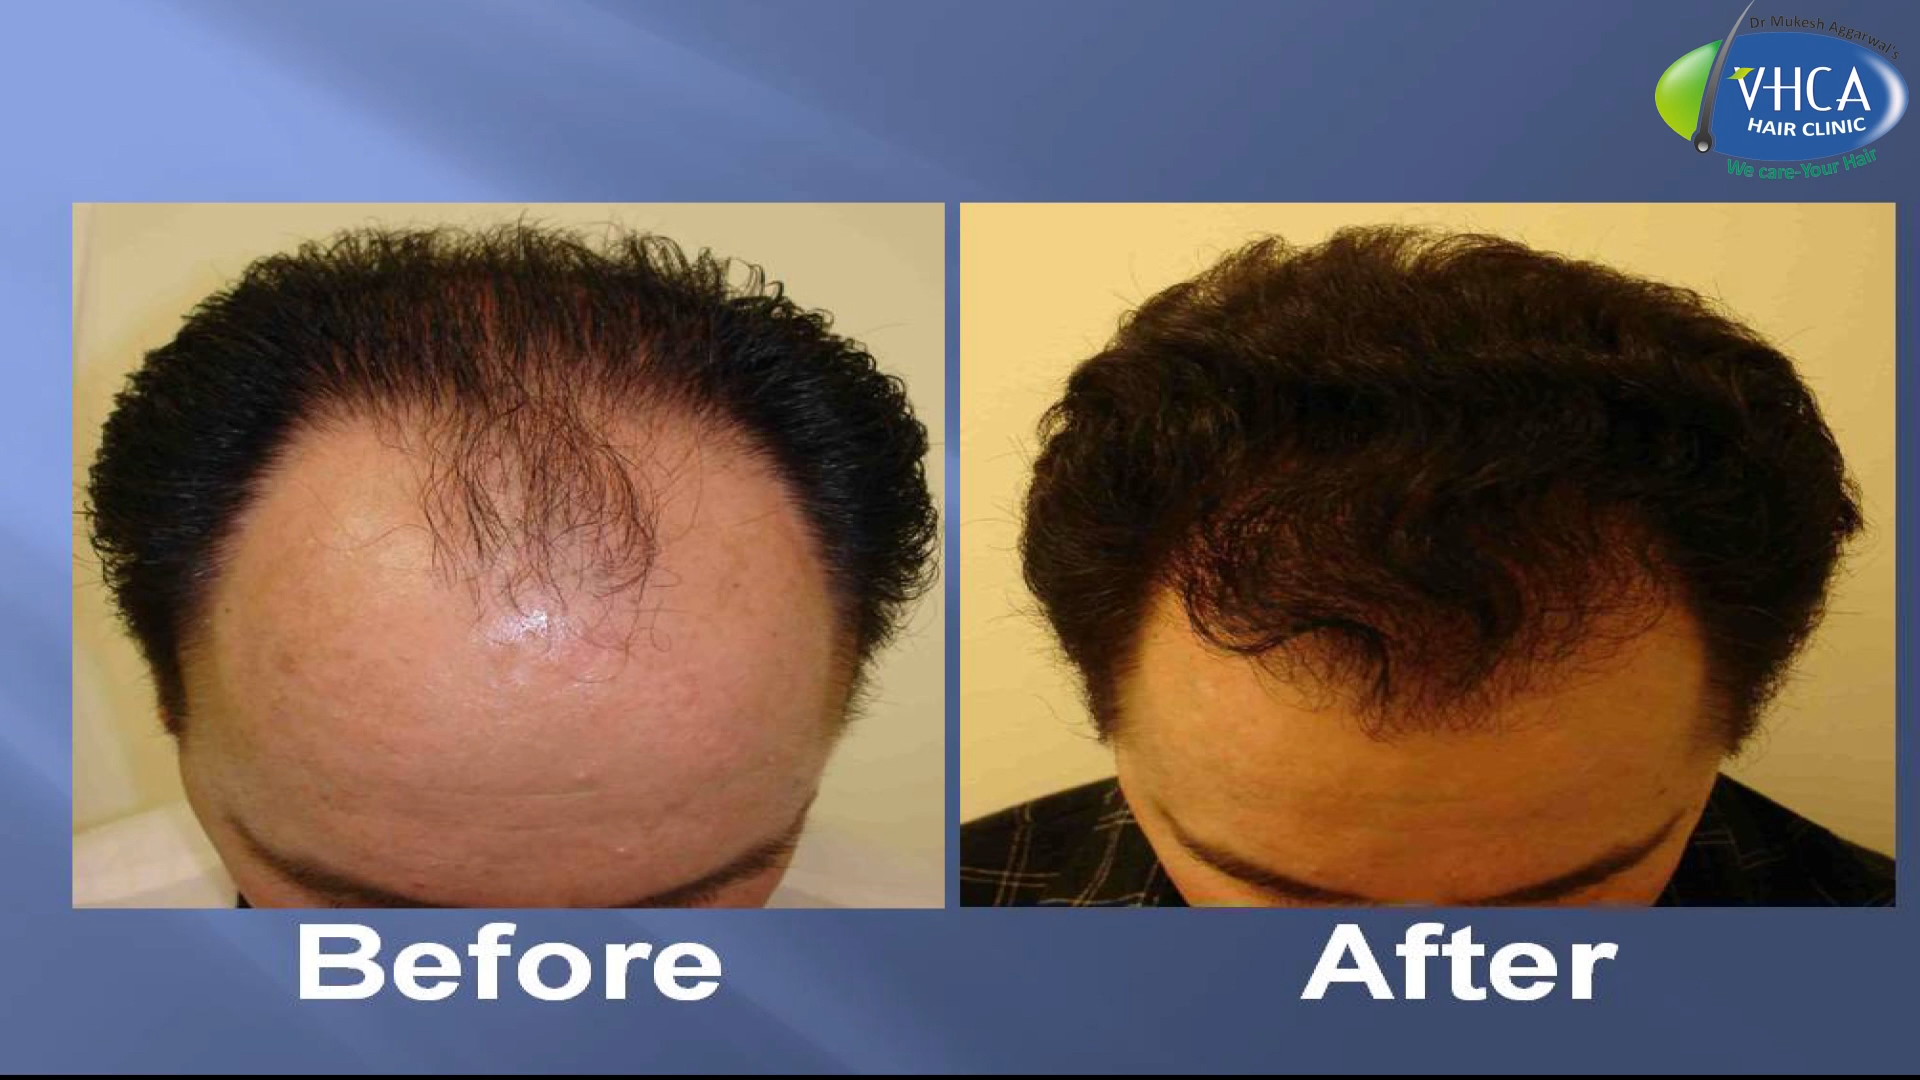 Dr Mukesh Aggarwal's
VHCA
HAIR CLINIC
We care-Your Hair
Before
After